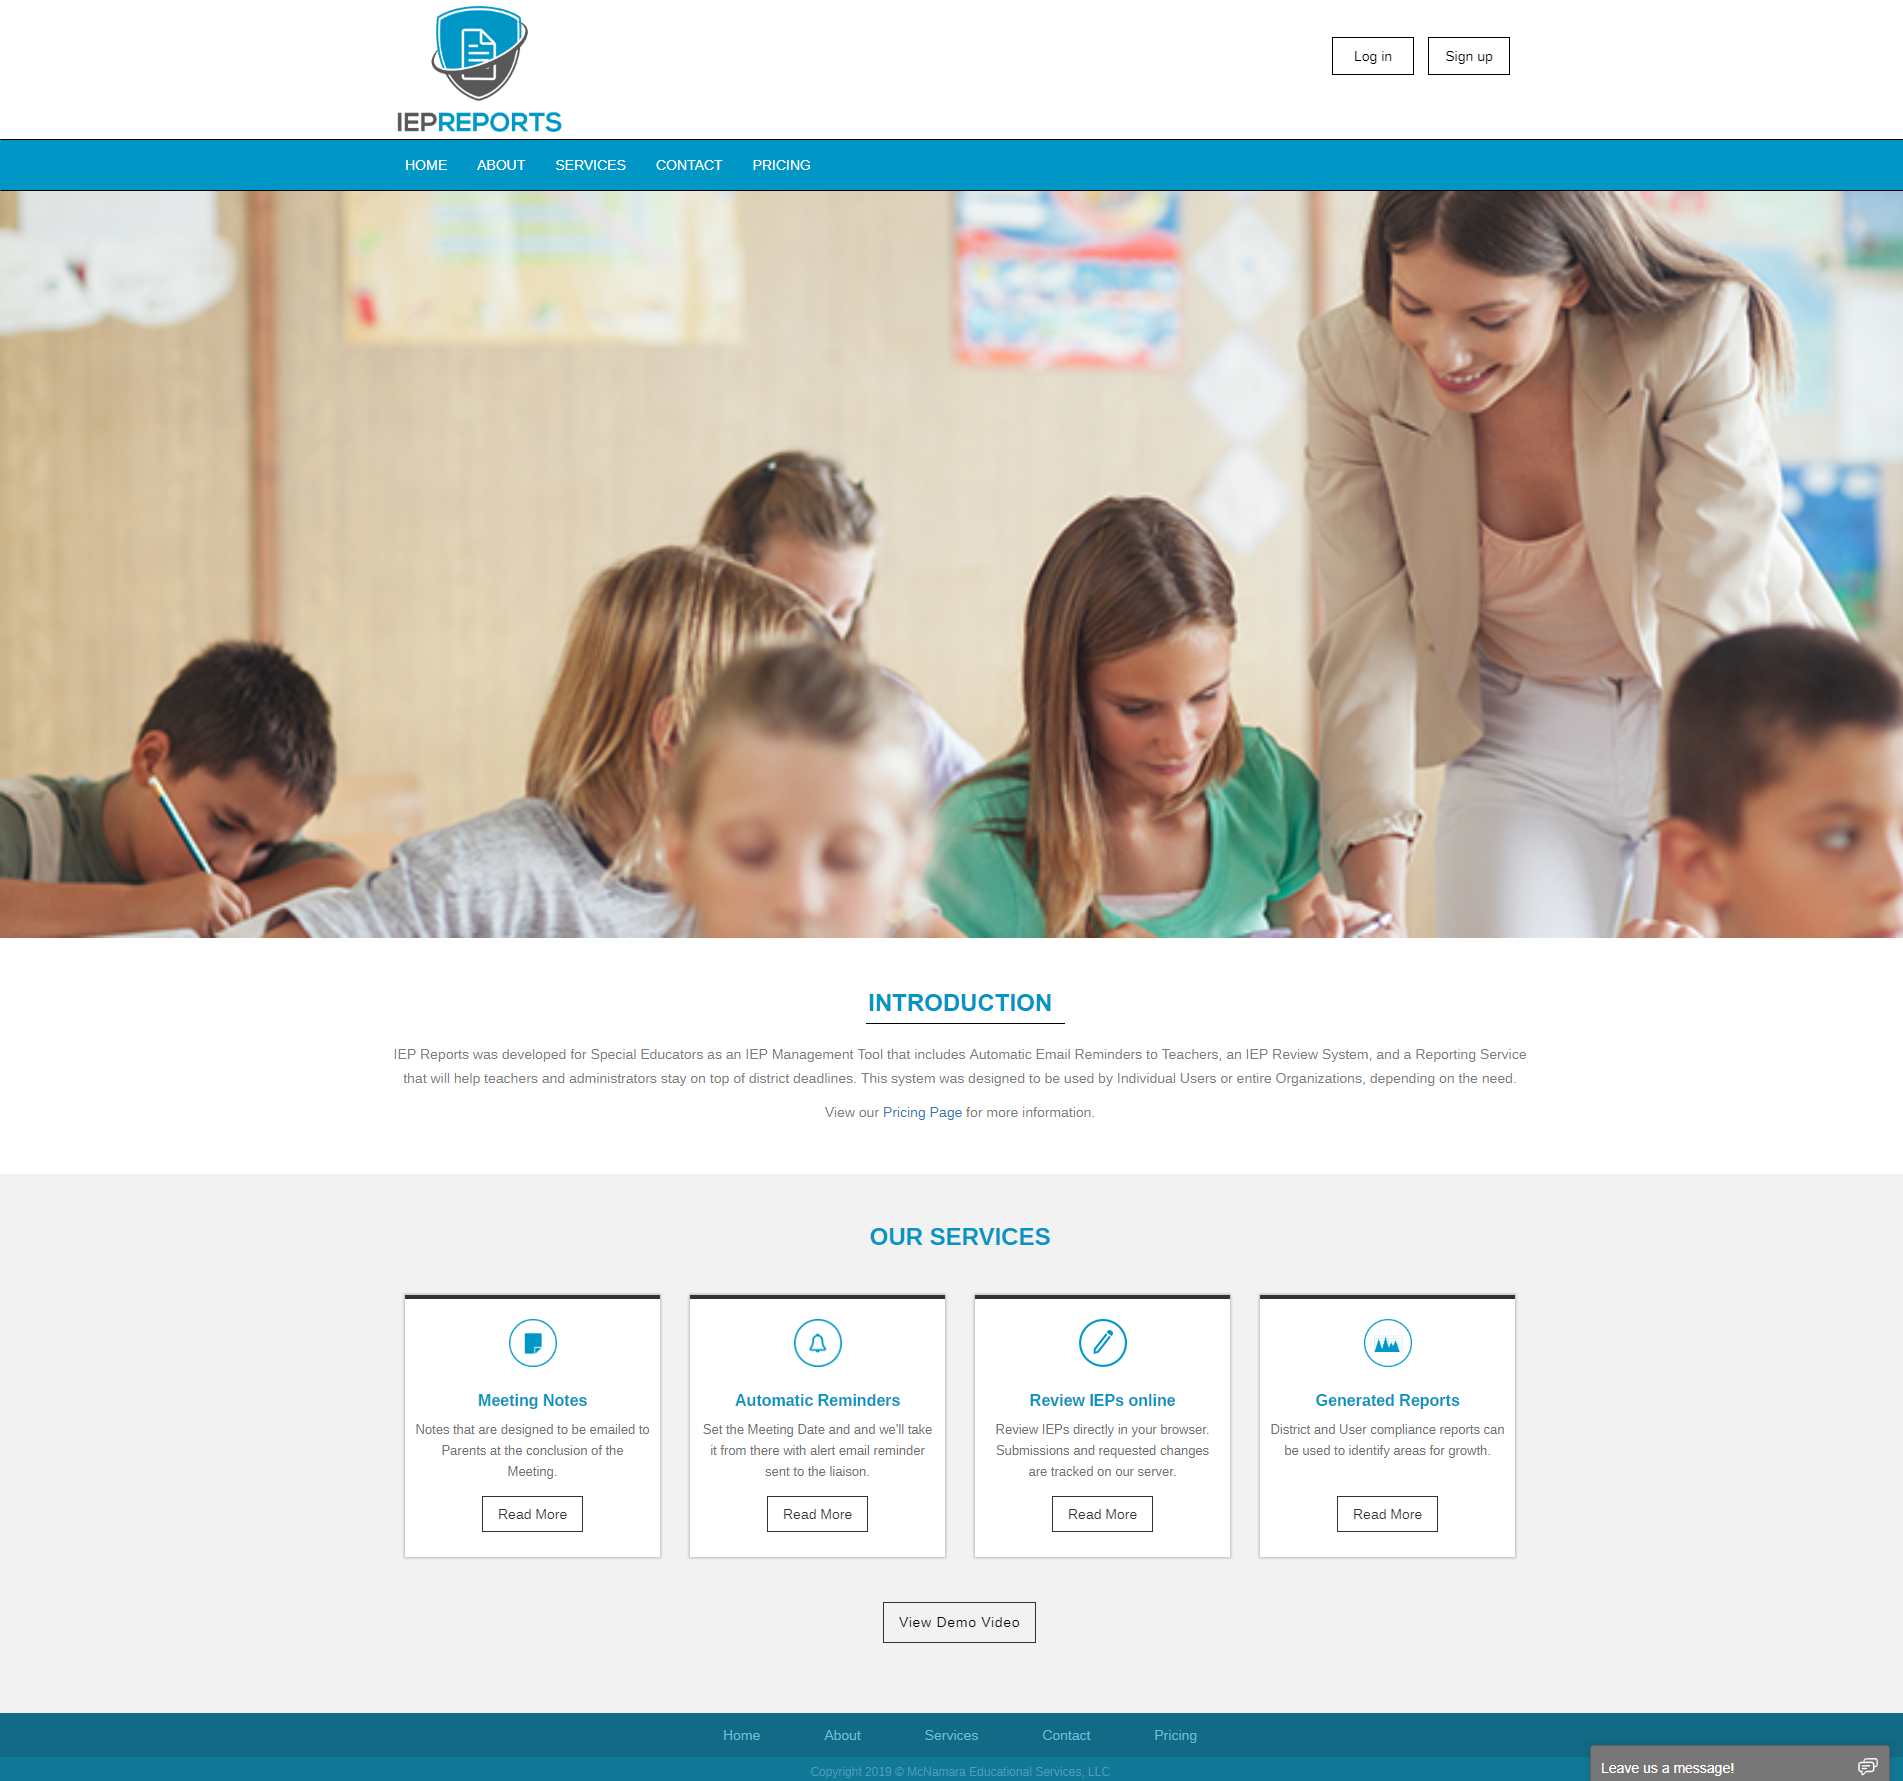 IEPREPORTS
Log in
Sign up
HOME ABOUT SERVICES CONTACT PRICING
INTRODUCTION
IEP Reports was developed for Special Educators as an IEP Management Tool that includes Automatic Email Reminders to Teachers, an IEP Review System, and a Reporting Service
that will help teachers and administrators stay on top of district deadlines. This system was designed to be used by Individual Users or entire Organizations, depending on the need.
View our Pricing Page for more information.
OUR SERVICES
Meeting Notes
Notes that are designed to be emailed to
Parents at the conclusion of the
Meeting.
Read More
Automatic Reminders
Set the Meeting Date and and we'll take
it from there with alert email reminder
sent to the liaison.
Read More
Review IEPs online
Review IEPs directly in your browser.
Submissions and requested changes
are tracked on our server.
Read More
Generated Reports
District and User compliance reports can
be used to identify areas for growth.
Read More
View Demo Video
Home About Services Contact Pricing
Copyright 2019 © McNamara Educational Services, LLC
Leave us a message!